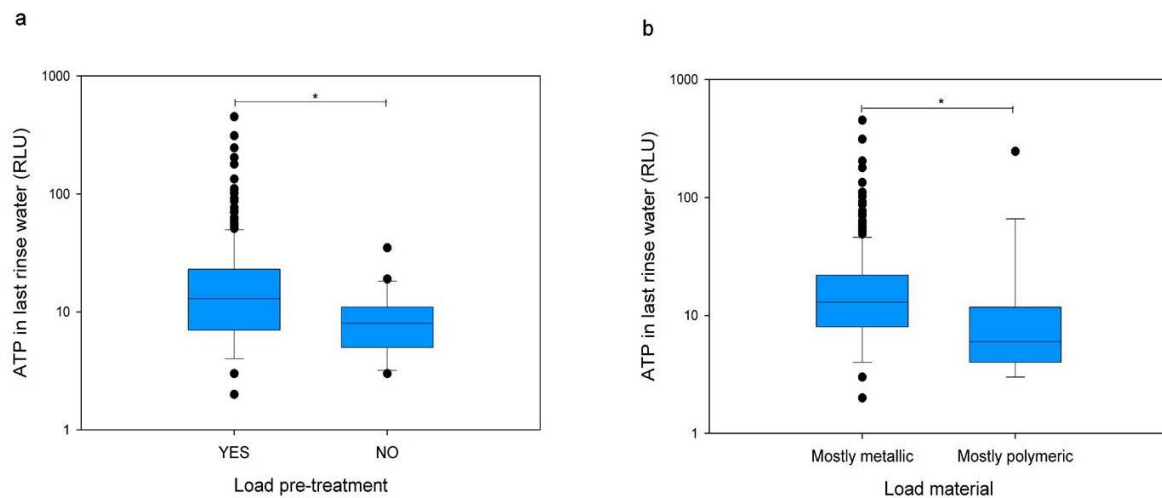 a
1000
100
10
1
ATP in last rinse water (RLU)
*
YES
NO
Load pre-treatment
b
1000
100
10
1
ATP in last rinse water (RLU)
*
Mostly metallic
Mostly polymeric
Load material